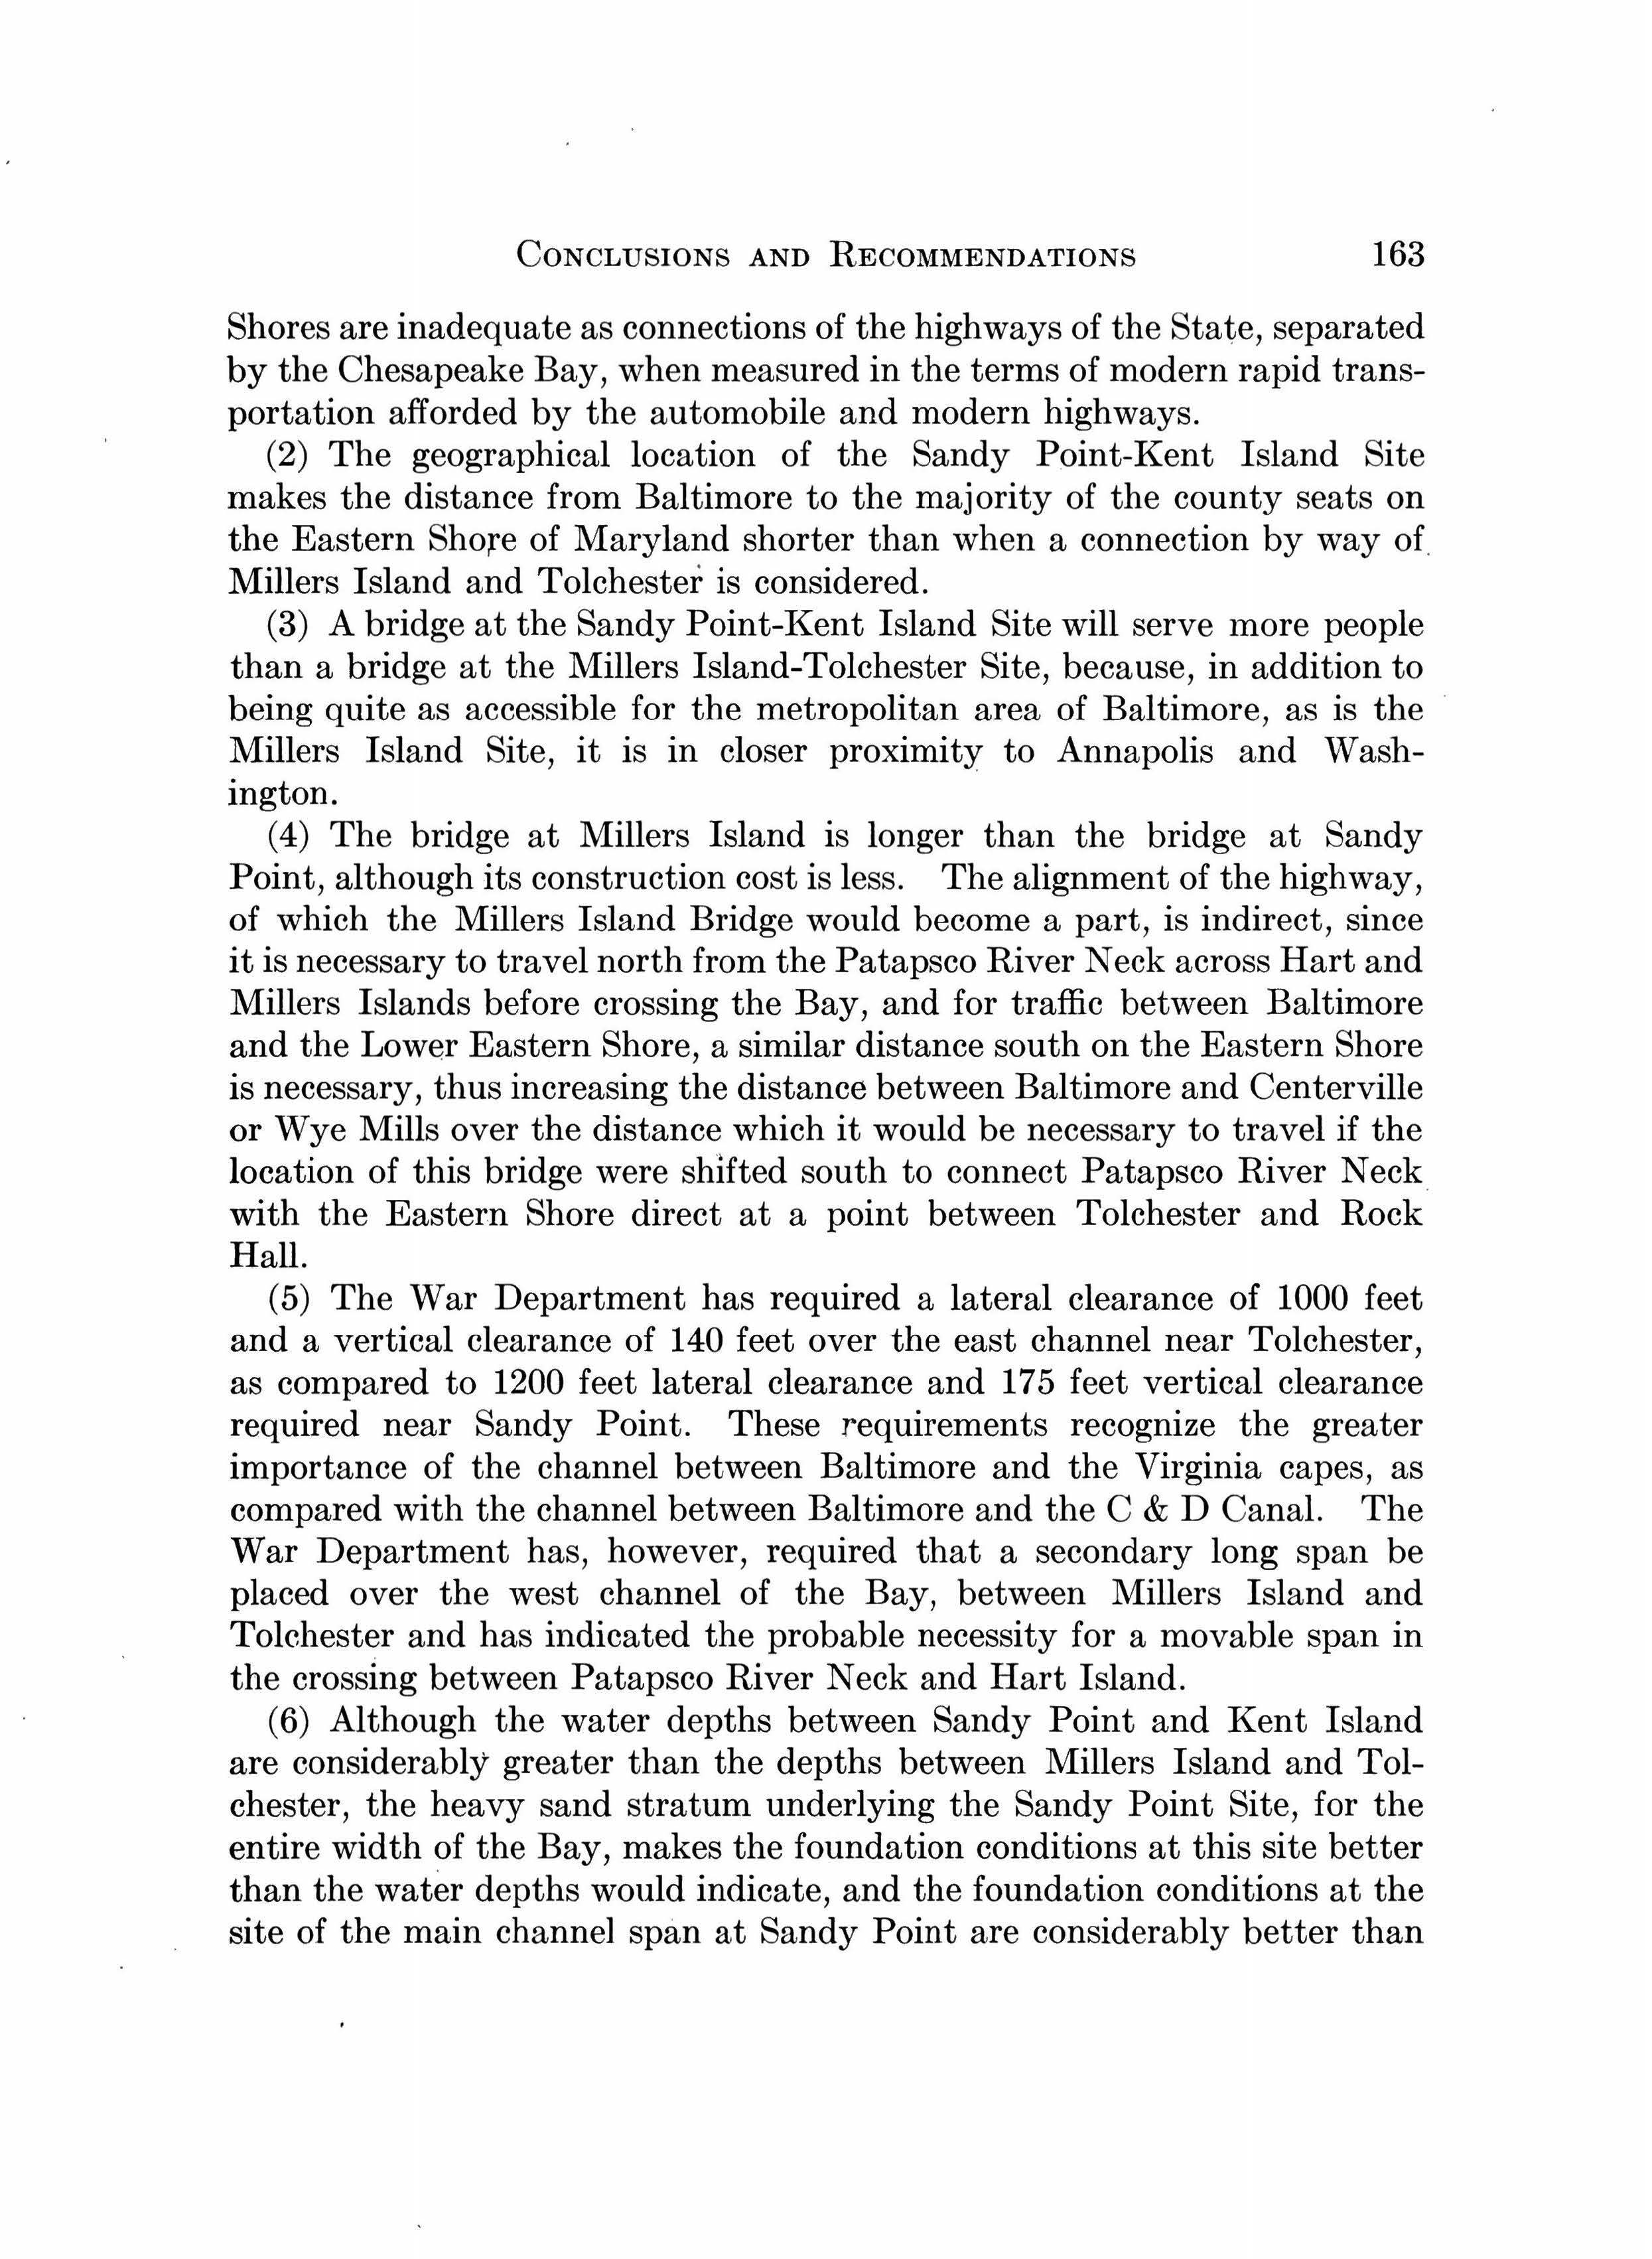 CONCLUSIONS AND RECOMMENDATIONS 163
Shores are inadequate as connections of the highways of the State, separated
by the Chesapeake Bay, when measured in the terms of modern rapid trans-
portation afforded by the automobile and modern highways.
(2) The geographical location of the Sandy Point-Kent Island Site
makes the distance from Baltimore to the majority of the county seats on
the Eastern Shore of Maryland shorter than when a connection by way of
Millers Island and Tolchester is considered.
(3) A bridge at the Sandy Point-Kent Island Site will serve more people
than a bridge at the Millers Island-Tolchester Site, because, in addition to
being quite as accessible for the metropolitan area of Baltimore, as is the
Millers Island Site, it is in closer proximity to Annapolis and Wash-
ington.
(4) The bridge at Millers Island is longer than the bridge at Sandy
Point, although its construction cost is less. The alignment of the highway,
of which the Millers Island Bridge would become a part, is indirect, since
it is necessary to travel north from the Patapsco River Neck across Hart and
Millers Islands before crossing the Bay, and for traffic between Baltimore
and the Lower Eastern Shore, a similar distance south on the Eastern Shore
is necessary, thus increasing the distance between Baltimore and Centerville
or Wye Mills over the distance which it would be necessary to travel if the
location of this bridge were shifted south to connect Patapsco River Neck
with the Eastern Shore direct at a point between Tolchester and Rock
Hall.
(5) The War Department has required a lateral clearance of 1000 feet
and a vertical clearance of 140 feet over the east channel near Tolchester,
as compared to 1200 feet lateral clearance and 175 feet vertical clearance
required near Sandy Point. These requirements recognize the greater
importance of the channel between Baltimore and the Virginia capes, as
compared with the channel between Baltimore and the C & D Canal. The
War Department has, however, required that a secondary long span be
placed over the west channel of the Bay, between Millers Island and
Tolchester and has indicated the probable necessity for a movable span in
the crossing between Patapsco River Neck and Hart Island.
(6) Although the water depths between Sandy Point and Kent Island
are considerably greater than the depths between Millers Island and Tol-
chester, the heavy sand stratum underlying the Sandy Point Site, for the
entire width of the Bay, makes the foundation conditions at this site better
than the water depths would indicate, and the foundation conditions at the
site of the main channel span at Sandy Point are considerably better than